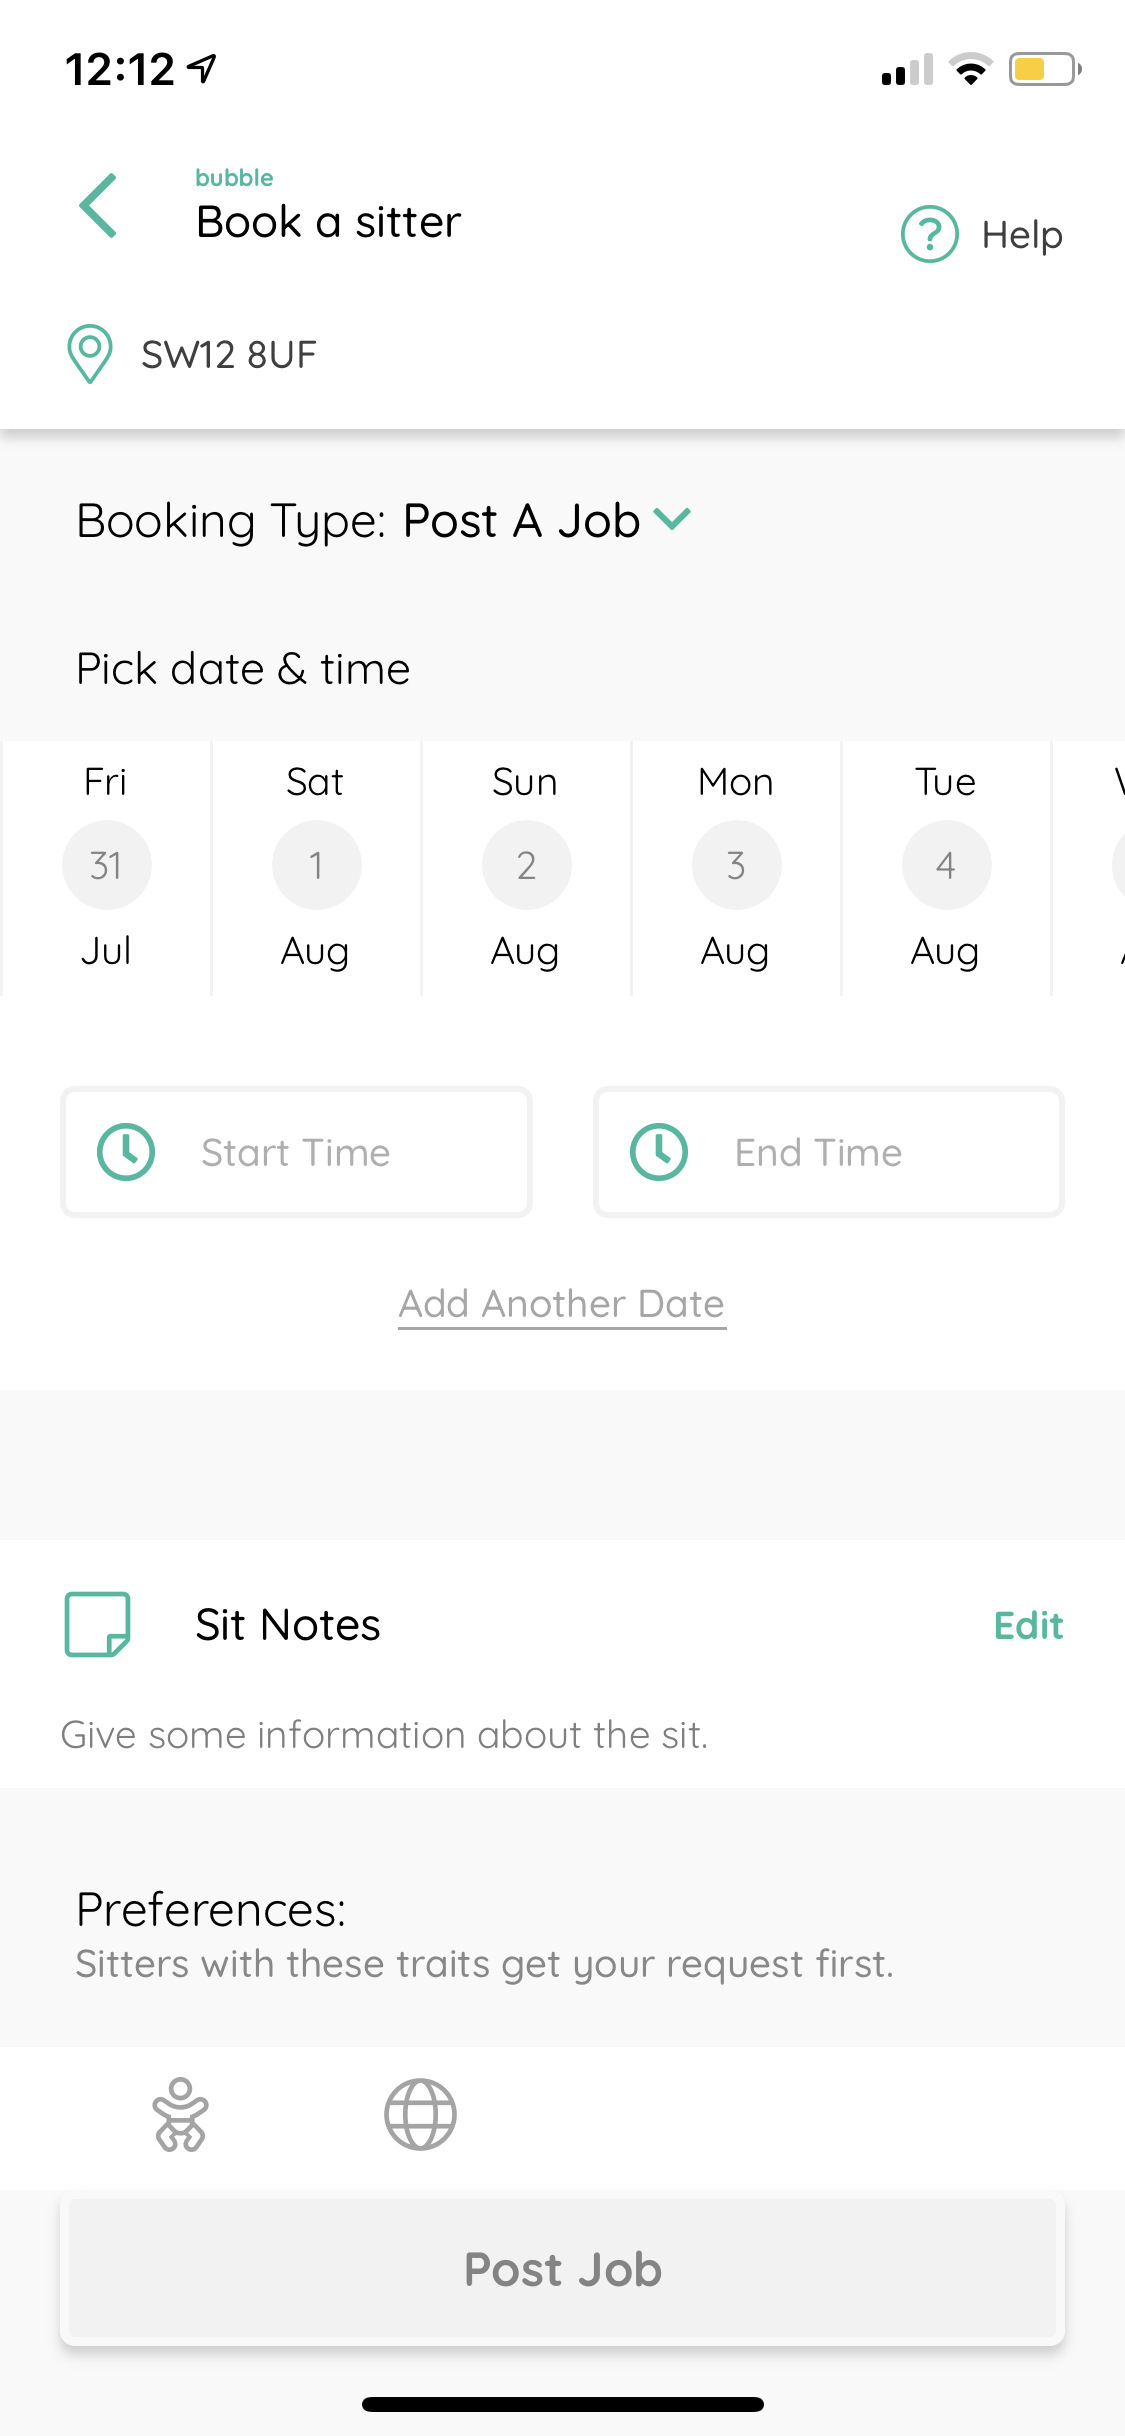 12:12
bubble
Book a sitter
? Help
SW12 8UF
Booking Type: Post A Job
Pick date & time
Fri Sat Sun Mon Tue
31 1 2 3 4
Jul Aug Aug Aug Aug
Start Time End Time
Add Another Date
Sit Notes Edit
Give some information about the sit.
Preferences:
Sitters with these traits get your request first.
Post Job